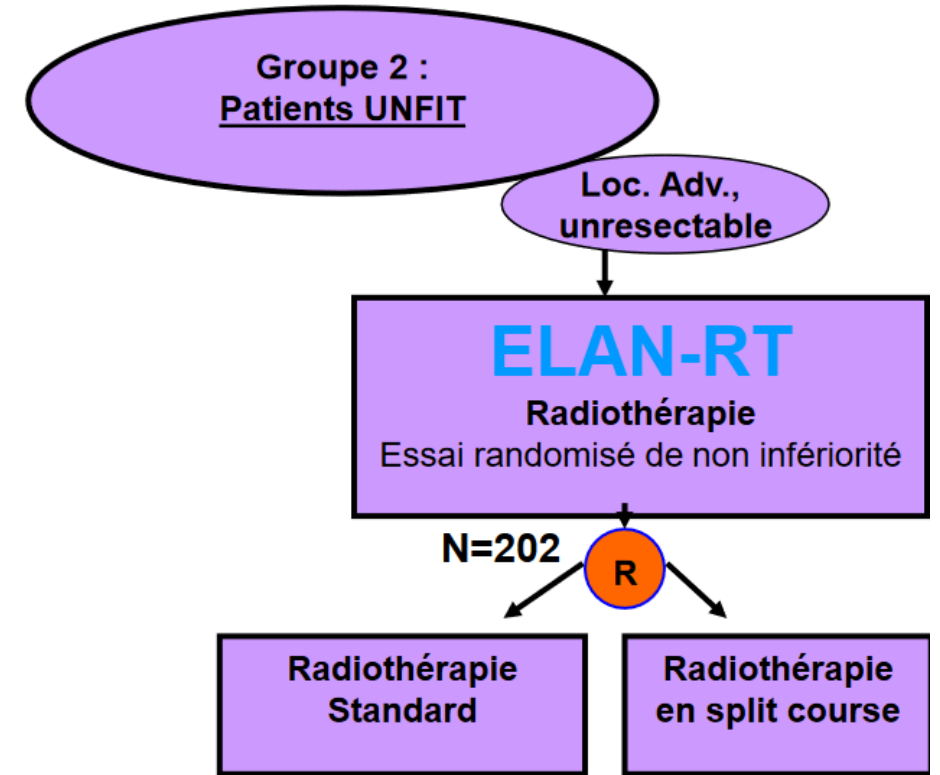 Groupe 2 :
Patients UNFIT
Loc. Adv.,
unresectable
ELAN-RT
Radiothérapie
Essai randomisé de non infériorité
N=202
R
Radiothérapie
Standard
Radiothérapie
en split course